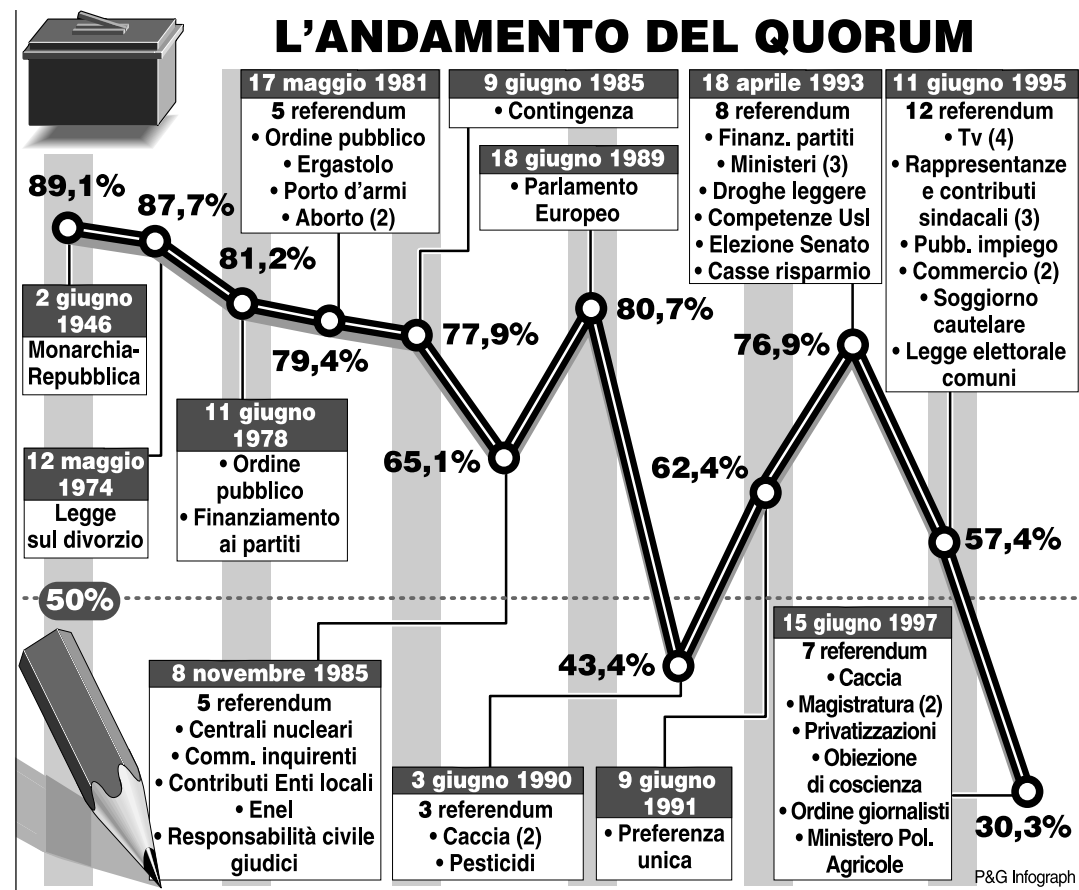 L'ANDAMENTO DEL QUORUM
89,1%
2 giugno
1946
Monarchia-
Repubblica
87,7%
12 maggio
1974
Legge
sul divorzio
81,2%
11 giugno
1978
• Ordine
pubblico
• Finanziamento
ai partiti
17 maggio 1981
5 referendum
• Ordine pubblico
• Ergastolo
• Porto d'armi
• Aborto (2)
79,4%
9 giugno 1985
• Contingenza
77,9%
8 novembre 1985
5 referendum
• Centrali nucleari
• Comm. inquirenti
• Contributi Enti locali
• Enel
• Responsabilità civile
giudici
65,1%
18 giugno 1989
• Parlamento
Europeo
80,7%
3 giugno 1990
3 referendum
• Caccia (2)
• Pesticidi
43,4%
9 giugno
1991
• Preferenza
unica
62,4%
18 aprile 1993
8 referendum
• Finanz. partiti
• Ministeri (3)
• Droghe leggere
• Competenze Usl
• Elezione Senato
• Casse risparmio
76,9%
11 giugno 1995
12 referendum
• Tv (4)
• Rappresentanze
e contributi
sindacali (3)
• Pubb. impiego
• Commercio (2)
• Soggiorno
cautelare
• Legge elettorale
comuni
57,4%
50%
15 giugno 1997
7 referendum
• Caccia
• Magistratura (2)
• Privatizzazioni
• Obiezione
di coscienza
• Ordine giornalisti
• Ministero Pol.
Agricole
30,3%
P&G Infograph